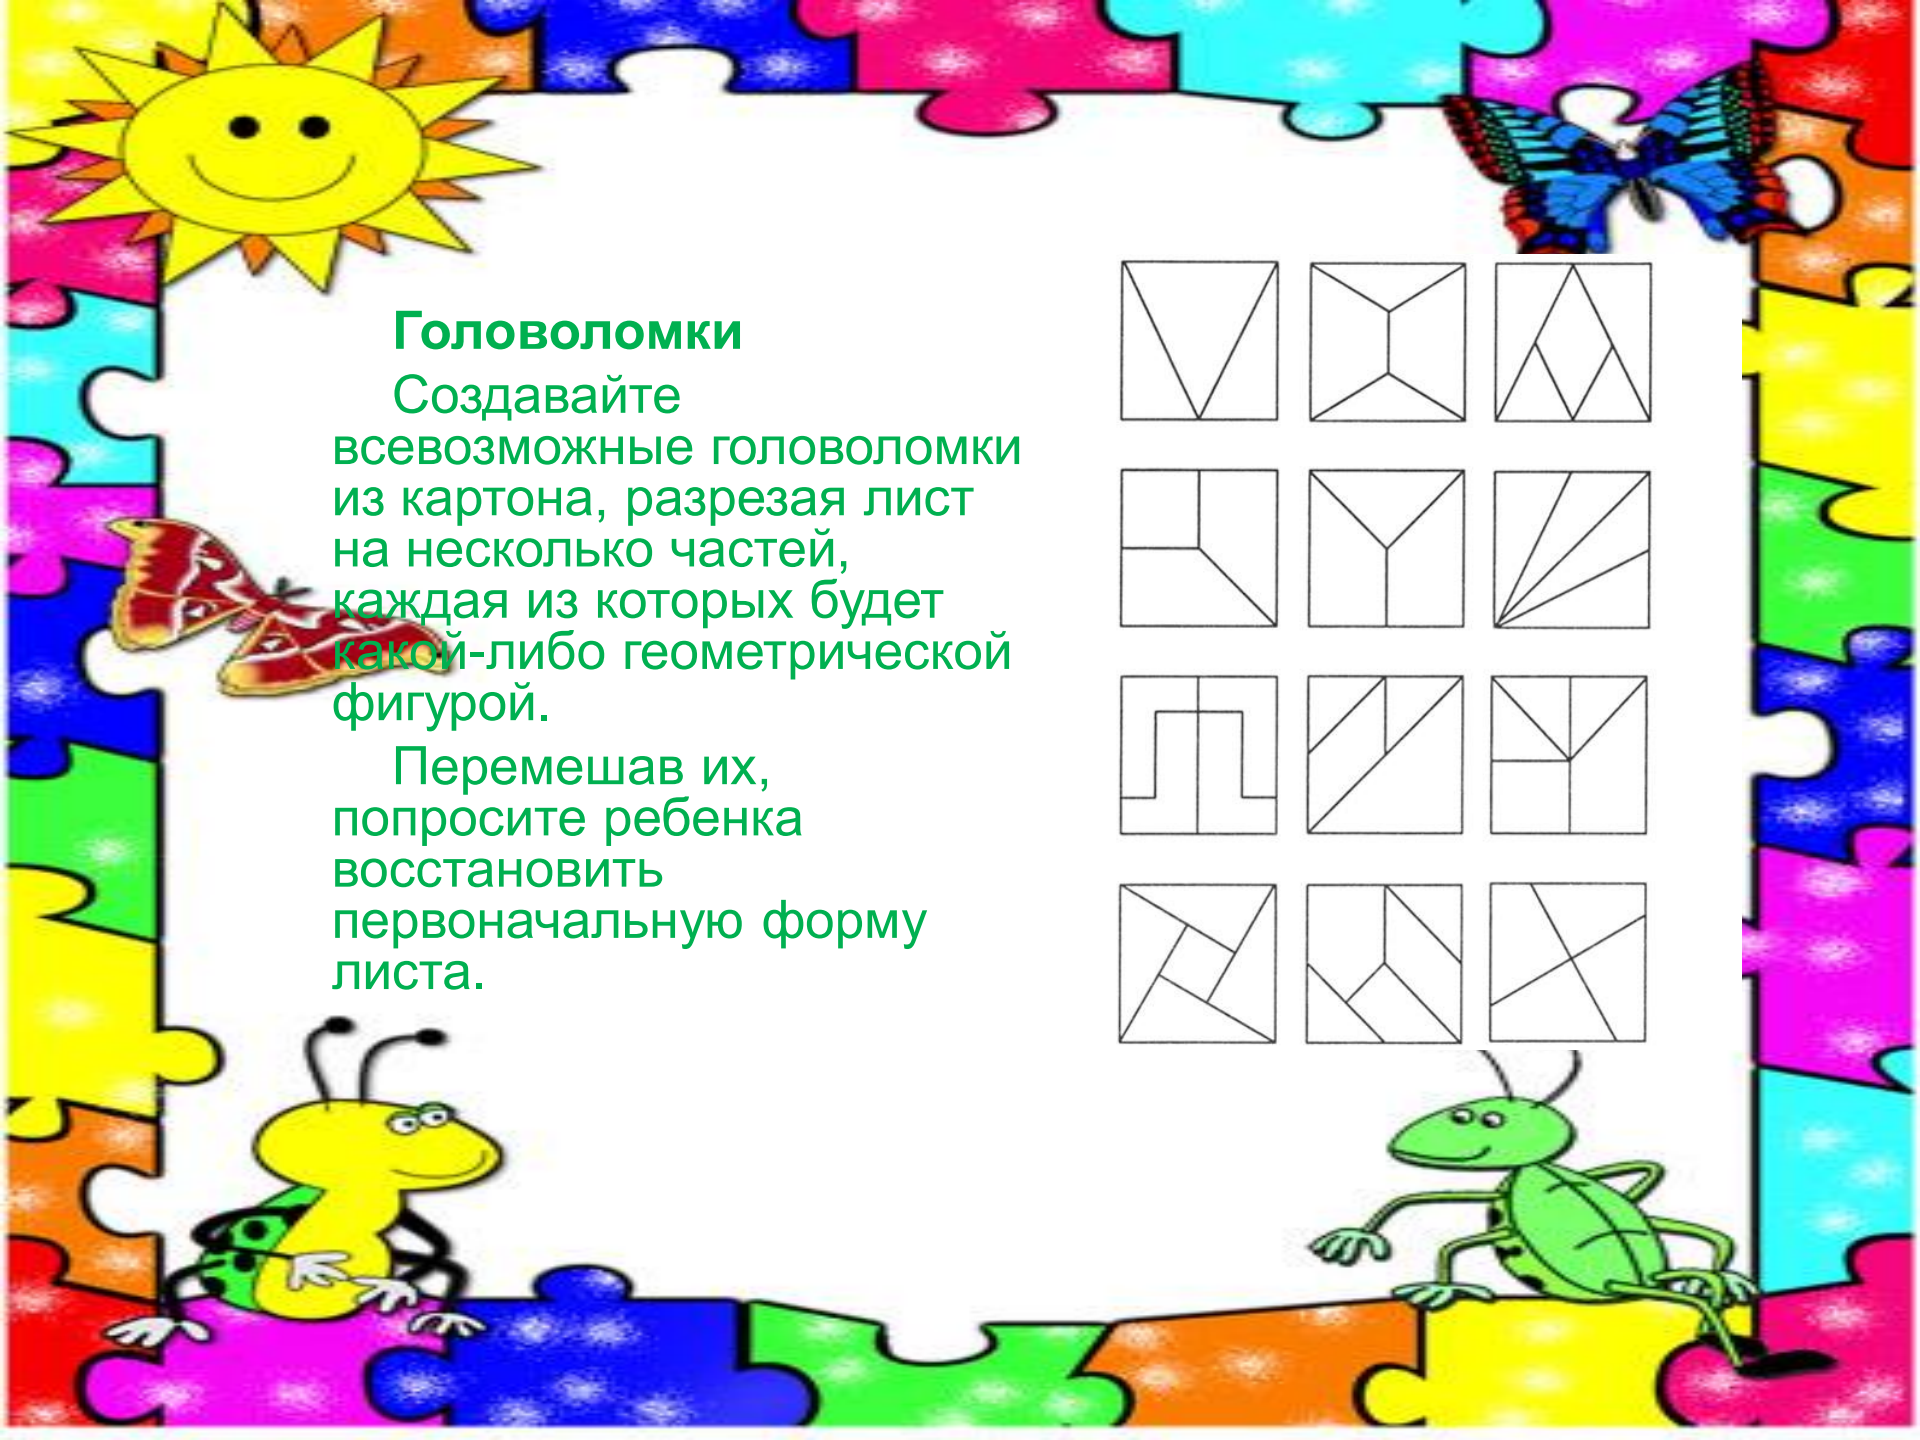 Головоломки
Создавайте
всевозможные головоломки
из картона, разрезая лист
на несколько частей,
каждая из которых будет
какой-либо геометрической
фигурой.
Перемешав их,
попросите ребенка
восстановить
первоначальную форму
листа.